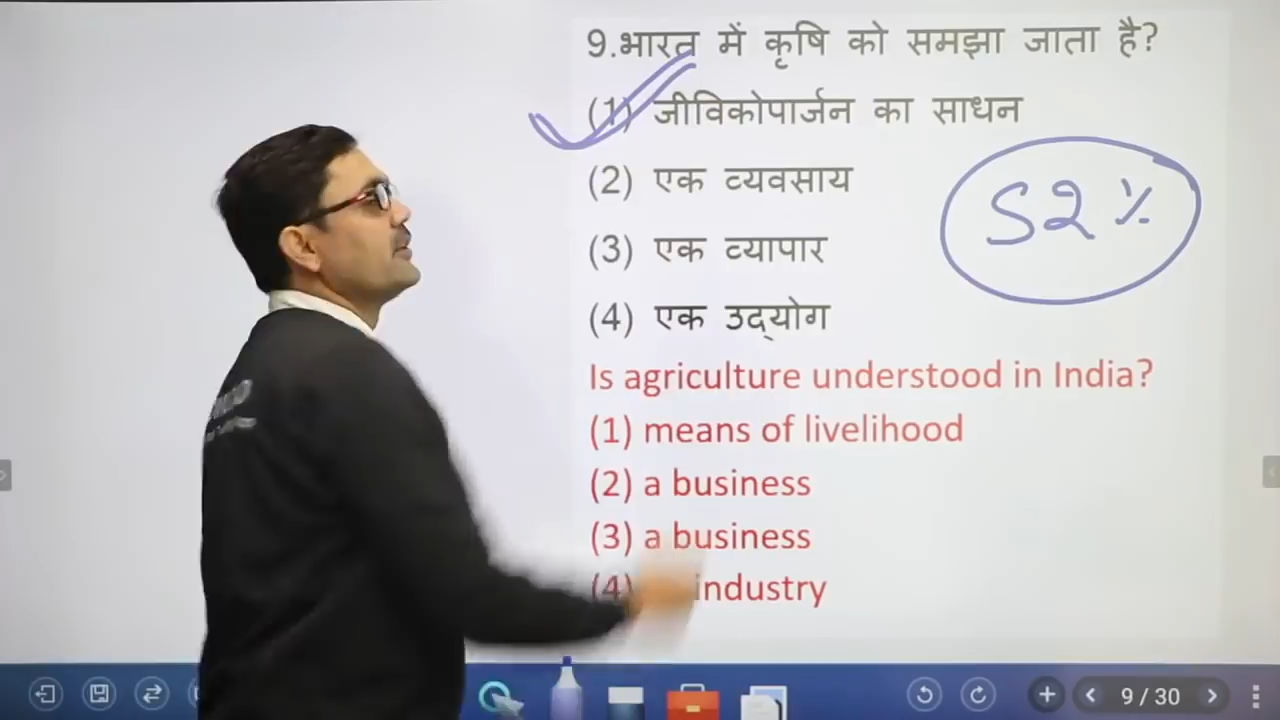 9.भारत में कृषि को समझा जाता है?
(1) जीविकोपार्जन का साधन
(2) एक व्यवसाय
(3) एक व्यापार
(4) एक उद्योग
52%
Is agriculture understood in India?
(1) means of livelihood
(2) a business
(3) a business
(4) industry
9 / 30